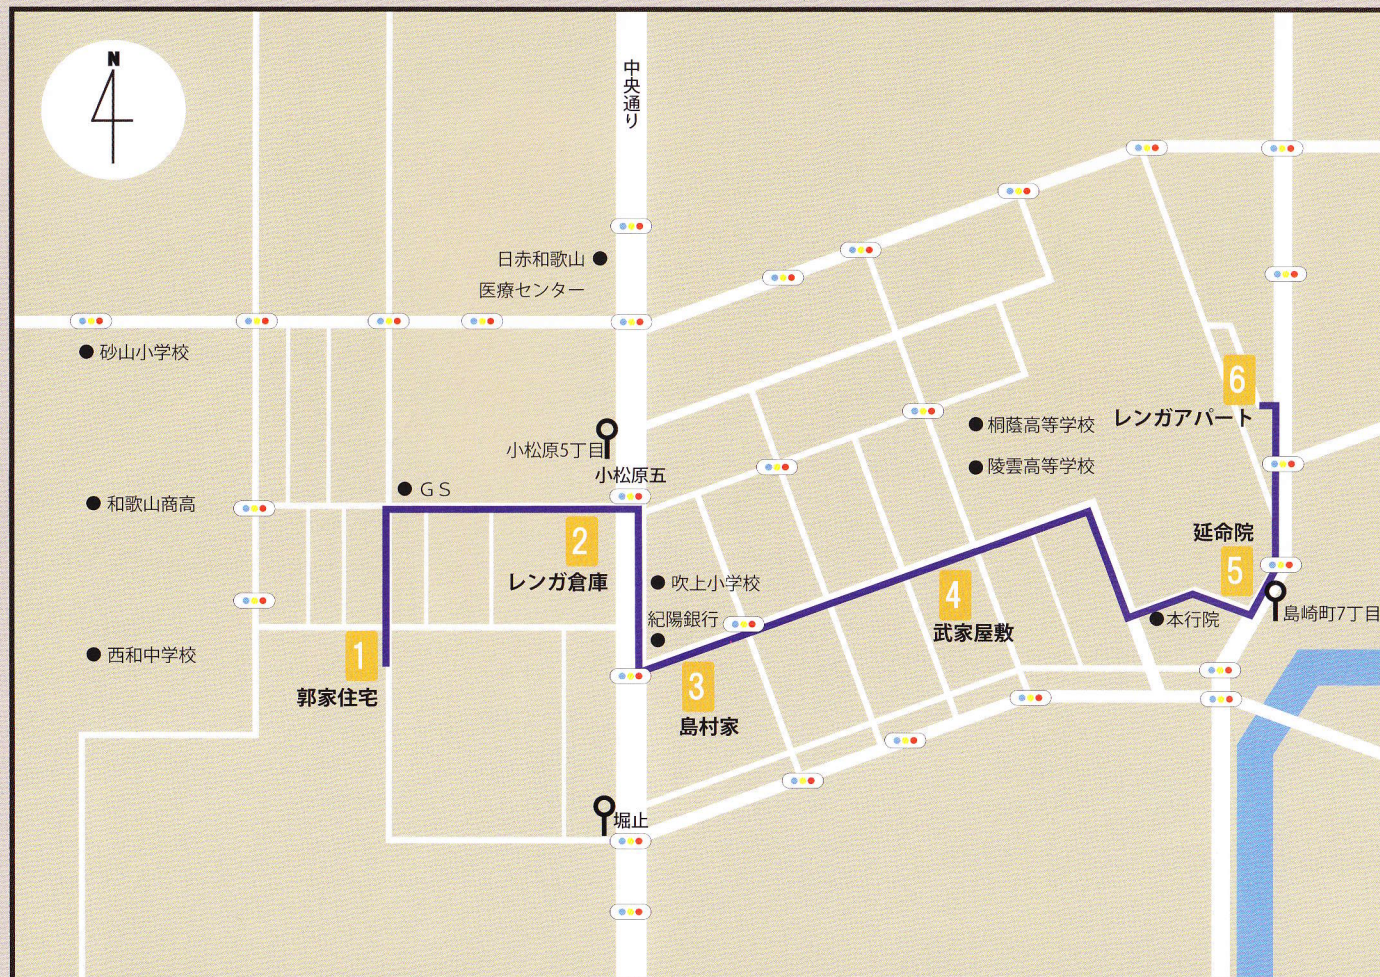 N
中央通り
日赤和歌山
医療センター
砂山小学校
6
レンガアパート
桐蔭高等学校
小松原5丁目
陵雲高等学校
小松原五
GS
和歌山商高
2
レンガ倉庫
延命院
5
吹上小学校
4
島崎町7丁目
紀陽銀行
本行院
武家屋敷
1
西和中学校
3
郭家住宅
島村家
堀止